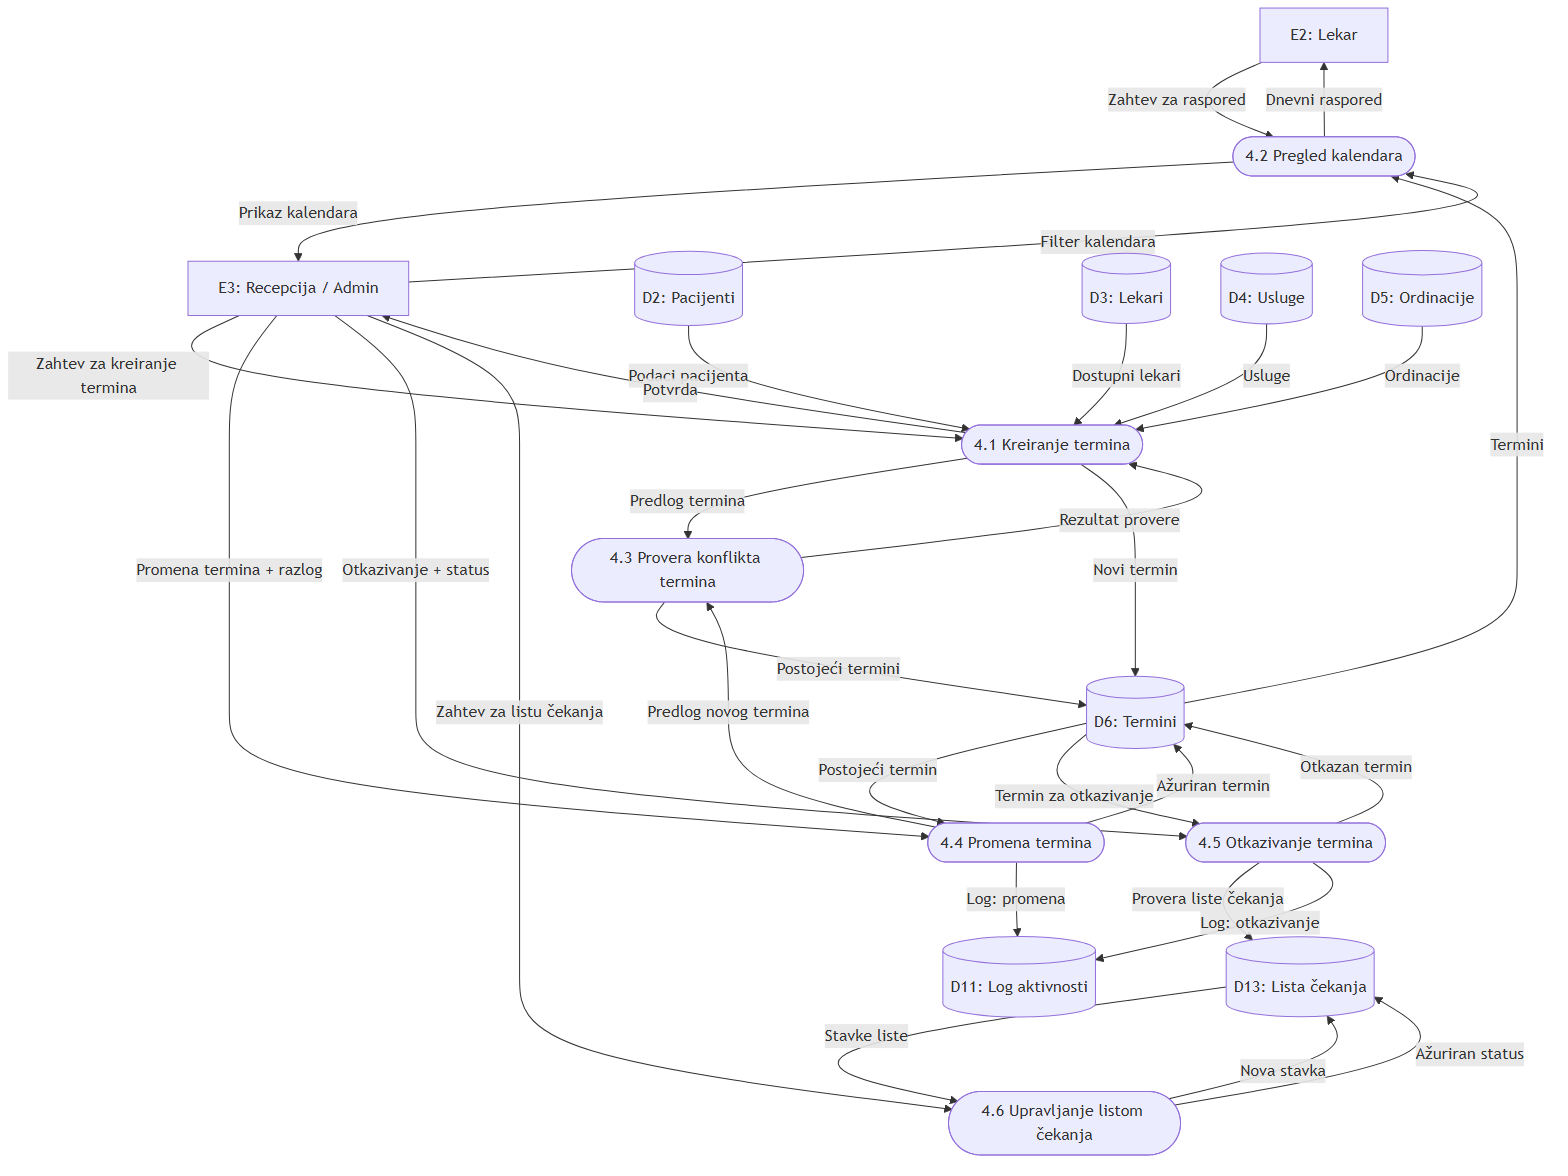 E2: Lekar
Zahtev za raspored
Dnevni raspored
4.2 Pregled kalendara
Prikaz kalendara
Filter kalendara
E3: Recepcija / Admin
D2: Pacijenti
D3: Lekari
D4: Usluge
D5: Ordinacije
Zahtev za kreiranje
termina
Podaci pacijenta
Potvrda
Dostupni lekari
Usluge
Ordinacije
4.1 Kreiranje termina
Termini
Predlog termina
Rezultat provere
4.3 Provera konflikta
termina
Promena termina + razlog
Otkazivanje + status
Novi termin
Postojeći termini
Zahtev za listu čekanja
Predlog novog termina
D6: Termini
Postojeći termin
Otkazan termin
Termin za otkazivanje
Ažuriran termin
4.4 Promena termina
4.5 Otkazivanje termina
Log: promena
Provera liste čekanja
Log: otkazivanje
D11: Log aktivnosti
D13: Lista čekanja
Stavke liste
Ažuriran status
Nova stavka
4.6 Upravljanje listom
čekanja